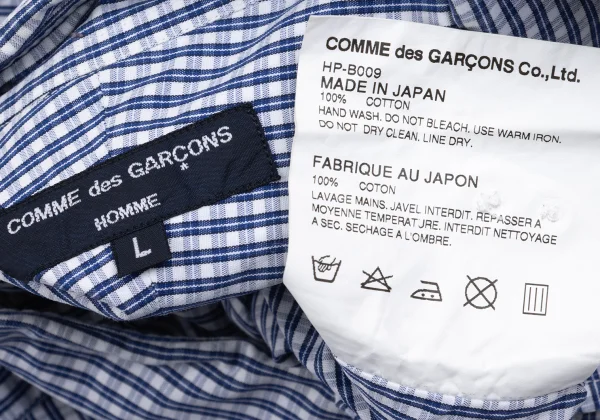 COMME des GARÇONS
HOMME
L
COMME des GARÇONS Co.,Ltd.
HP-B009
MADE IN JAPAN
100% COTTON
HAND WASH. DO NOT BLEACH. USE WARM IRON.
DO NOT DRY CLEAN. LINE DRY.
FABRIQUE AU JAPON
100% COTON
LAVAGE MAINS. JAVEL INTERDIT. REPASSER A
MOYENNE TEMPERATURE. INTERDIT NETTOYAGE
A SEC. SECHAGE A L'OMBRE.